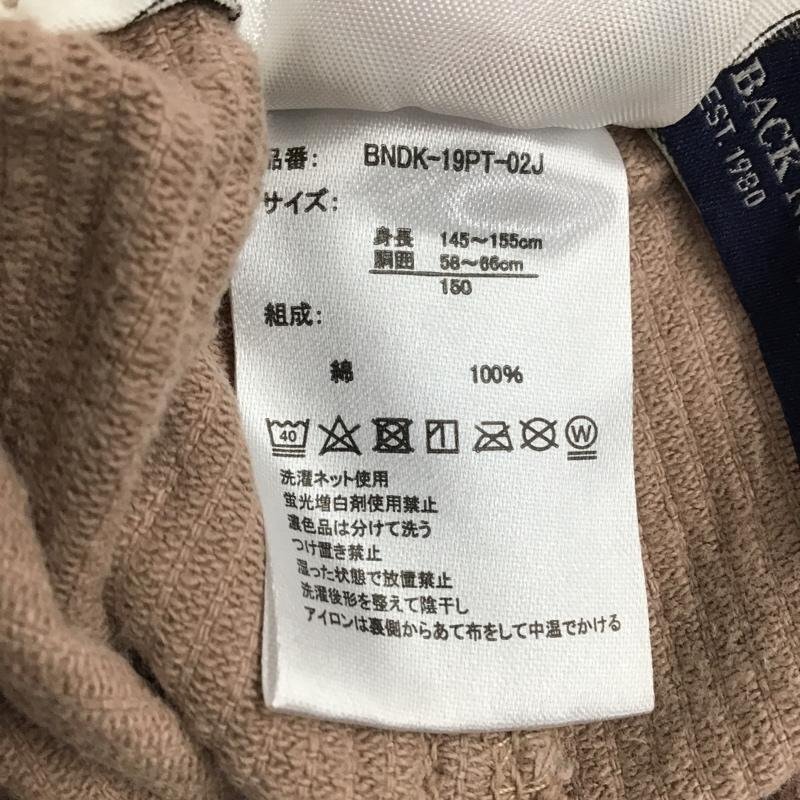 品番: BNDK-19PT-02J
サイズ:
身長 145～155cm
胴囲 58～66cm
150
組成:
綿 100%
40 W
洗濯ネット使用
蛍光増白剤使用禁止
濃色品は分けて洗う
つけ置き禁止
湿った状態で放置禁止
洗濯後形を整えて陰干し
アイロンは裏側からあて布をして中温でかける
BACK
EST. 1980